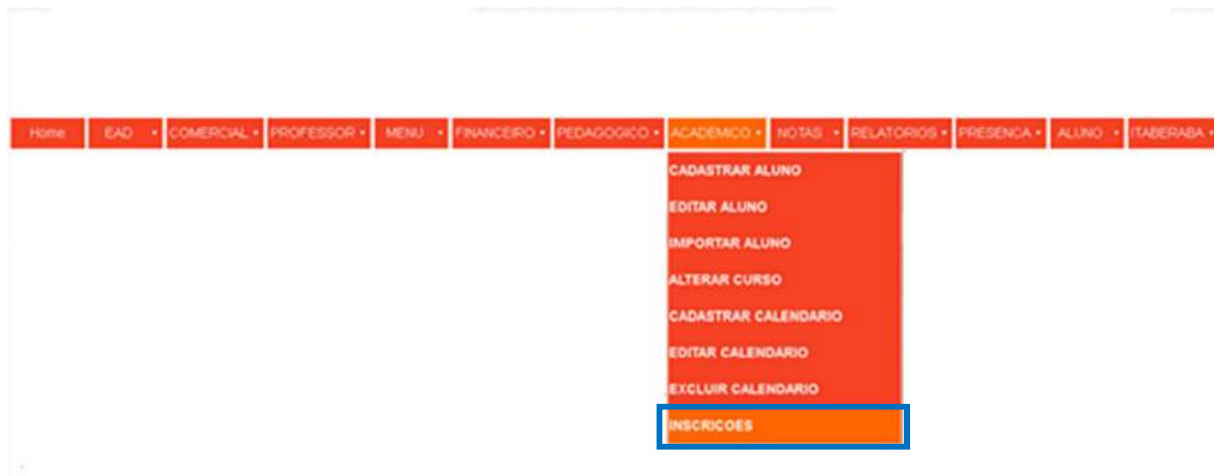 Home EAD COMERCIAL PROFESSOR MENU FINANCEIRO PEDAGOGICO ACADEMICO NOTAS RELATORIOS PRESENCA ALUNO ITABERABA
CADASTRAR ALUNO
EDITAR ALUNO
IMPORTAR ALUNO
ALTERAR CURSO
CADASTRAR CALENDARIO
EDITAR CALENDARIO
EXCLUIR CALENDARIO
INSCRICOES